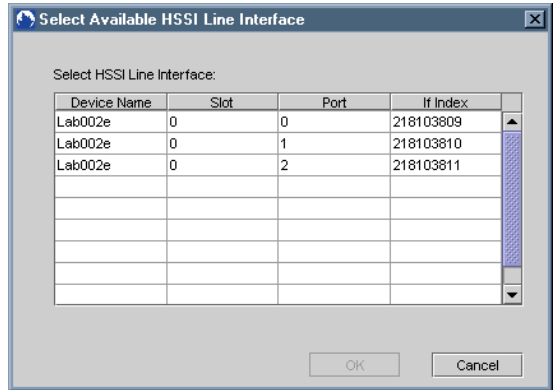 Select Available HSSI Line Interface
Select HSSI Line Interface:
Device Name Slot Port If Index
Lab002e 0 0 218103809
Lab002e 0 1 218103810
Lab002e 0 2 218103811
OK Cancel